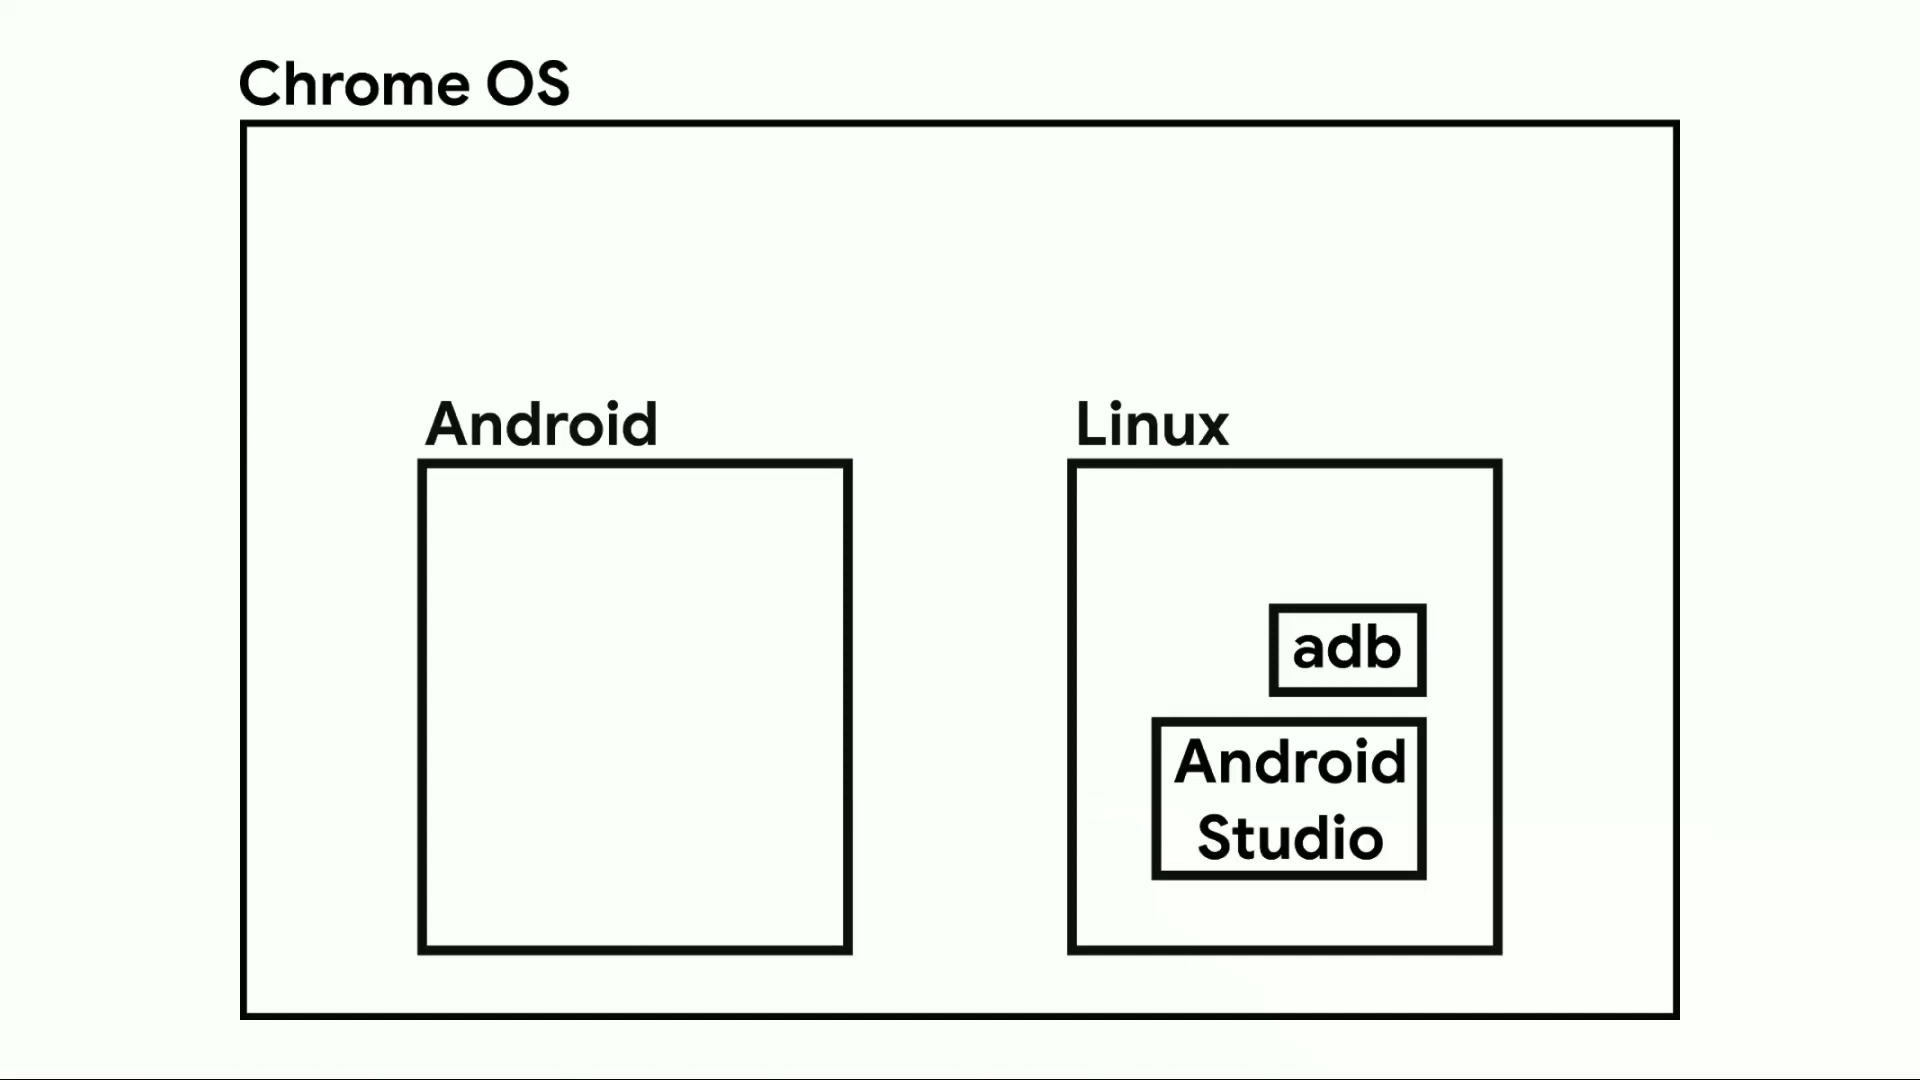 Chrome OS
Android
Linux
adb
Android
Studio